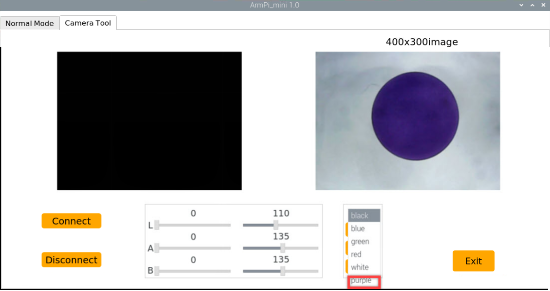 ArmPi_mini 1.0
Normal Mode
Camera Tool
400x300image
Connect
Disconnect
L
0
110
A
0
135
B
0
135
black
blue
green
red
white
purple
Exit